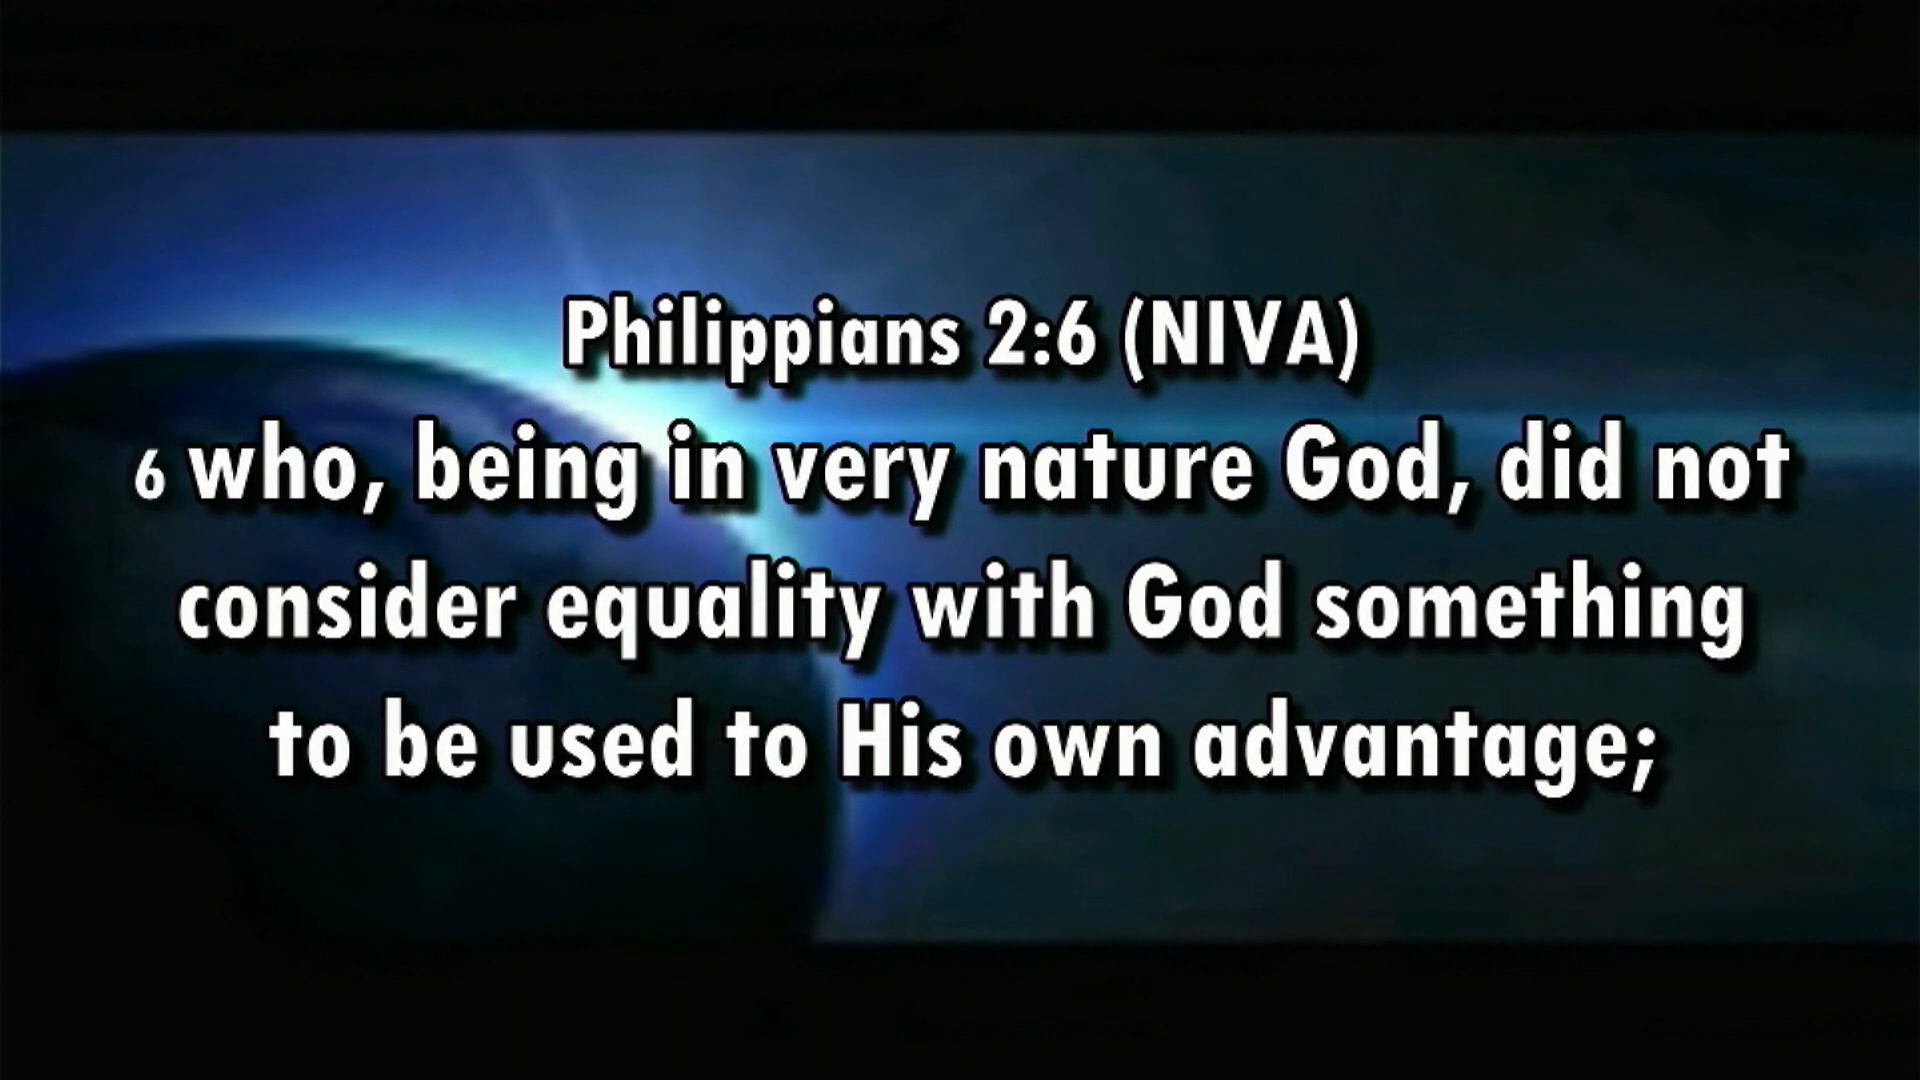 Philippians 2:6 (NIVA)
6 who, being in very nature God, did not
consider equality with God something
to be used to His own advantage;